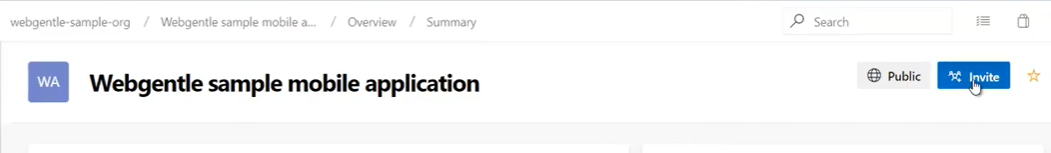 webgentle-sample-org / Webgentle sample mobile a... / Overview / Summary
Search
WA
Webgentle sample mobile application
Public
Invite